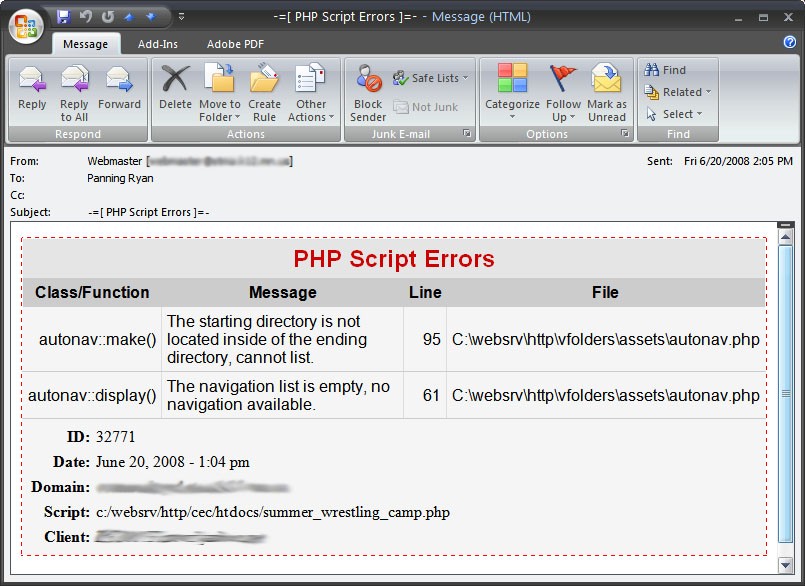 -=[ PHP Script Errors ]=- - Message (HTML)
Message Add-Ins Adobe PDF
Reply
Reply to All
Forward
Respond
Delete
Move to Folder
Create Rule
Other Actions
Actions
Block Sender
Safe Lists
Not Junk
Junk E-mail
Categorize
Follow Up
Mark as Unread
Options
Find
Related
Select
Find
From: Webmaster [
Sent: Fri 6/20/2008 2:05 PM
To: Panning Ryan
Cc:
Subject: -=[ PHP Script Errors ]=-
PHP Script Errors
Class/Function Message Line File
autonav::make() The starting directory is not located inside of the ending directory, cannot list. 95 C:\websrv\http\vfolders\assets\autonav.php
autonav::display() The navigation list is empty, no navigation available. 61 C:\websrv\http\vfolders\assets\autonav.php
ID: 32771
Date: June 20, 2008 - 1:04 pm
Domain:
Script: c:/websrv/http/cec/htdocs/summer_wrestling_camp.php
Client: